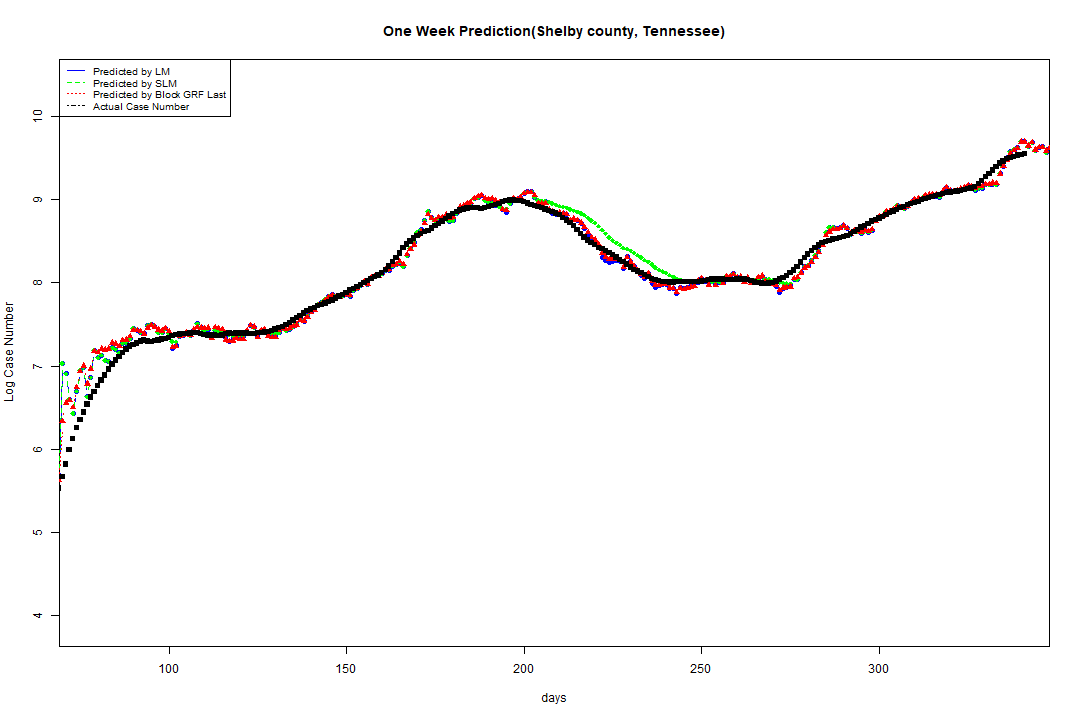 One Week Prediction(Shelby county, Tennessee)
Predicted by LM
Predicted by SLM
Predicted by Block GRF Last
Actual Case Number
10
9
8
7
6
5
4
Log Case Number
100 150 200 250 300
days